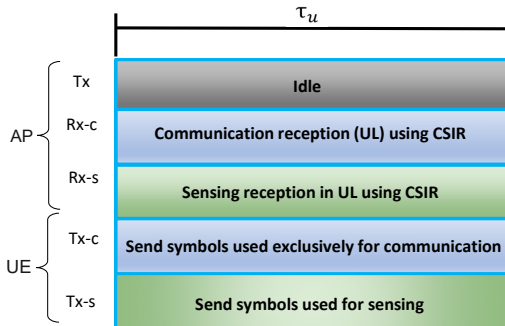 τ_u
Tx
Idle
Rx-c
Communication reception (UL) using CSIR
AP
Rx-s
Sensing reception in UL using CSIR
Tx-c
Send symbols used exclusively for communication
UE
Tx-s
Send symbols used for sensing